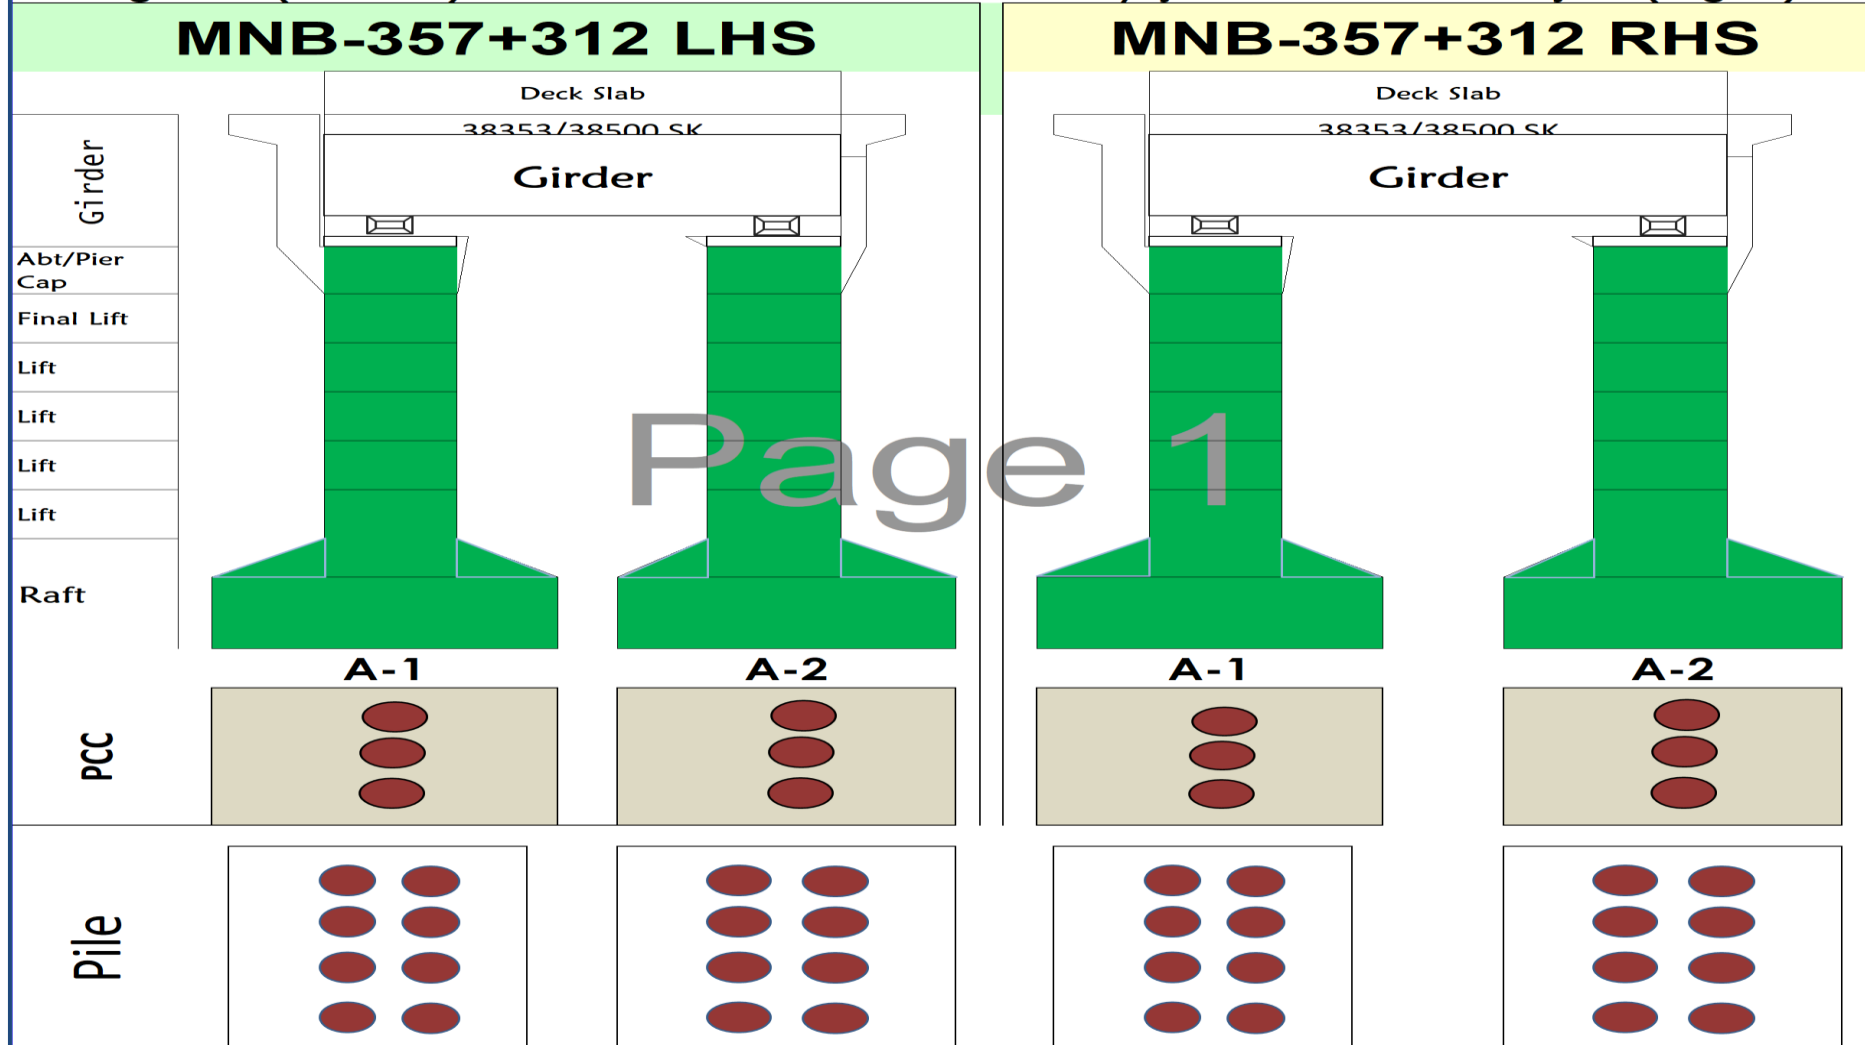 MNB-357+312 LHS
MNB-357+312 RHS
Deck Slab
Deck Slab
38353/38500 SK
38353/38500 SK
Girder
Girder
Girder
Abt/Pier
Cap
Final Lift
Lift
Lift
Lift
Lift
Page 1
Raft
A-1
A-2
A-1
A-2
PCC
Pile